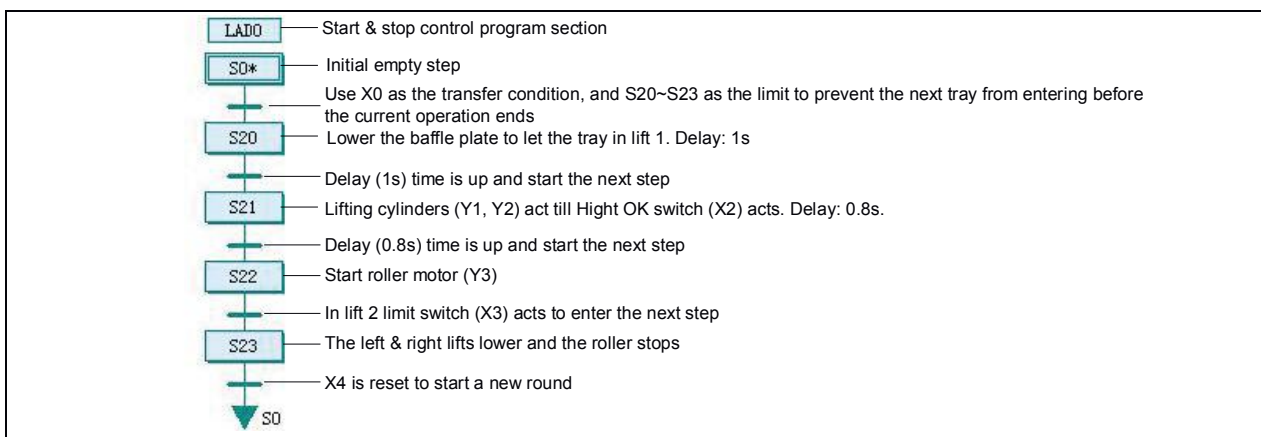 LAD0 Start & stop control program section
S0* Initial empty step
Use X0 as the transfer condition, and S20~S23 as the limit to prevent the next tray from entering before
the current operation ends
S20 Lower the baffle plate to let the tray in lift 1. Delay: 1s
Delay (1s) time is up and start the next step
S21 Lifting cylinders (Y1, Y2) act till Hight OK switch (X2) acts. Delay: 0.8s.
Delay (0.8s) time is up and start the next step
S22 Start roller motor (Y3)
In lift 2 limit switch (X3) acts to enter the next step
S23 The left & right lifts lower and the roller stops
X4 is reset to start a new round
S0